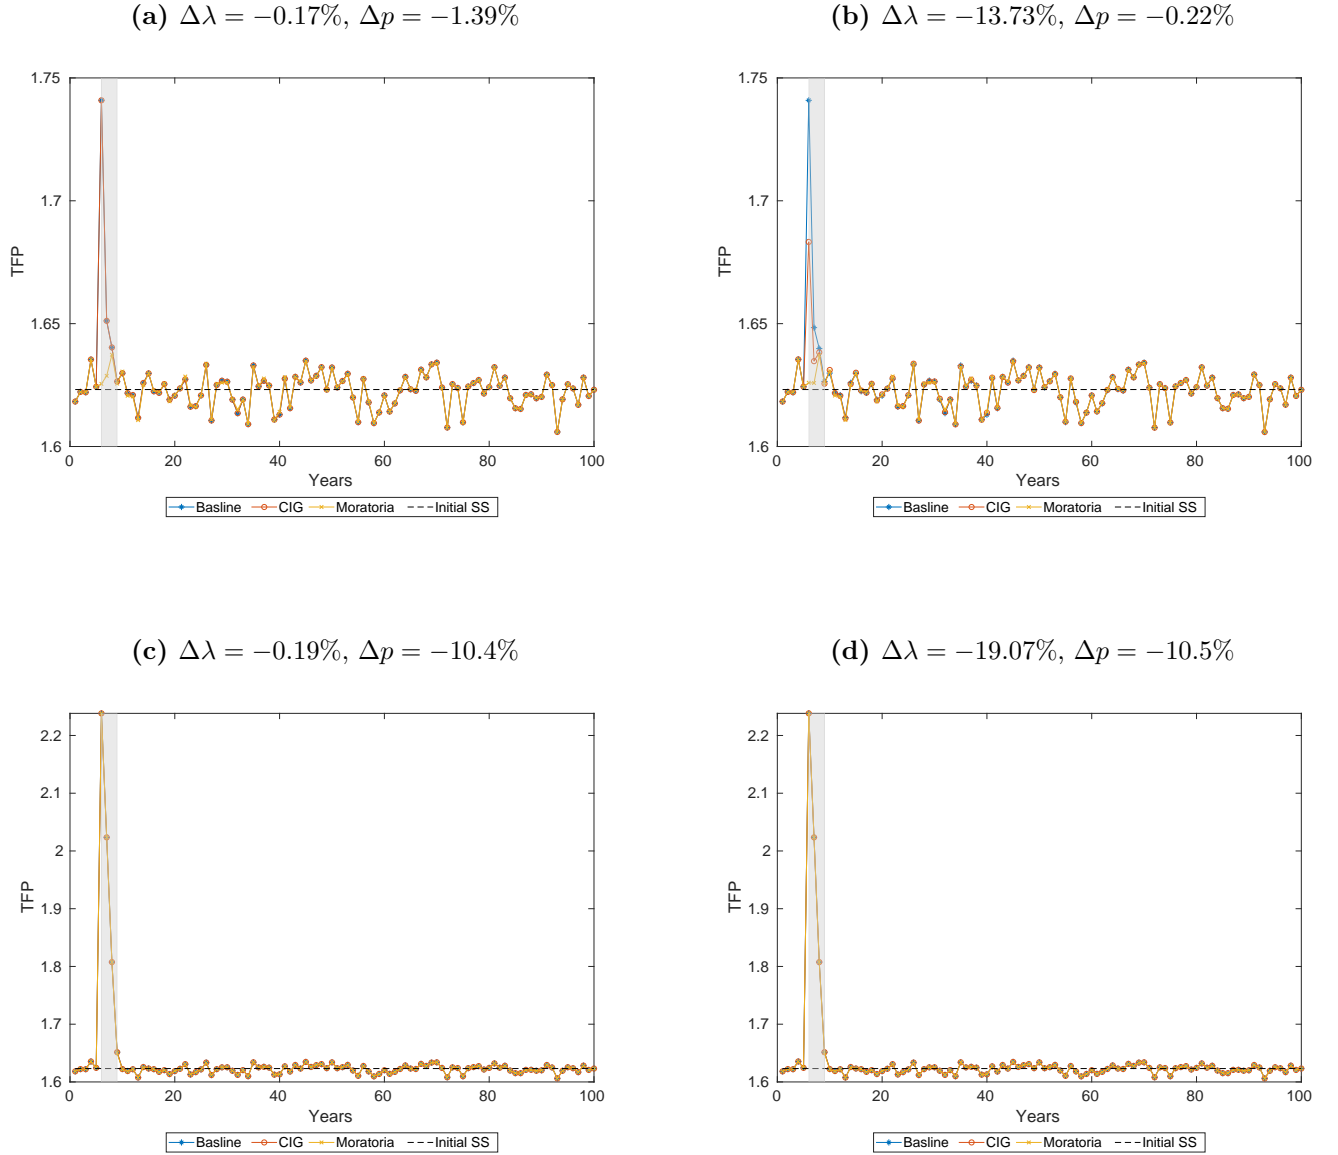 (a) Δλ = −0.17%, Δp = −1.39%
(b) Δλ = −13.73%, Δp = −0.22%
1.75
1.7
1.65
1.6
TFP
0 20 40 60 80 100
Years
Basline CIG Moratoria Initial SS
1.75
1.7
1.65
1.6
TFP
0 20 40 60 80 100
Years
Basline CIG Moratoria Initial SS
(c) Δλ = −0.19%, Δp = −10.4%
(d) Δλ = −19.07%, Δp = −10.5%
2.2
2.1
2
1.9
1.8
1.7
1.6
TFP
0 20 40 60 80 100
Years
Basline CIG Moratoria Initial SS
2.2
2.1
2
1.9
1.8
1.7
1.6
TFP
0 20 40 60 80 100
Years
Basline CIG Moratoria Initial SS